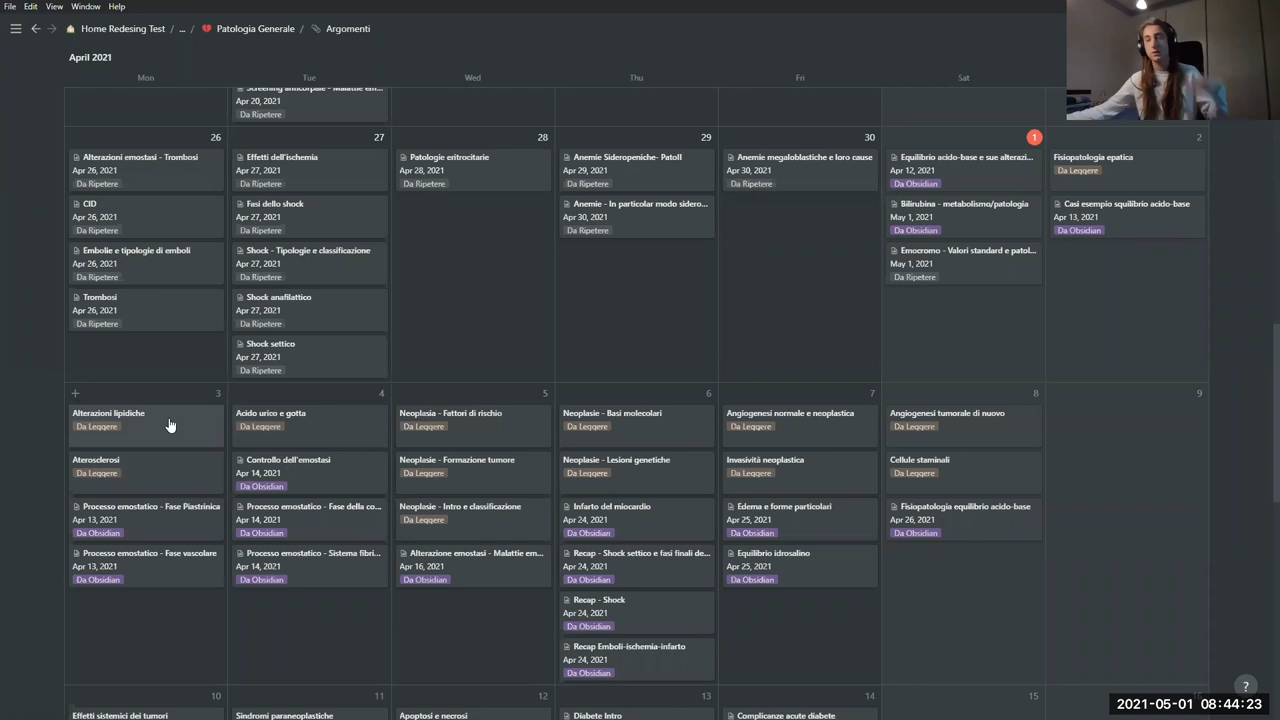 File Edit View Window Help
Home Redesing Test / ... / Patologia Generale / Argomenti
April 2021
Mon Tue Wed Thu Fri Sat
Screening anticorpale - Malattie em...
Apr 20, 2021
Da Ripetere
26 27 28 29 30 1 2
Alterazioni emostasi - Trombosi
Apr 26, 2021
Da Ripetere
CID
Apr 26, 2021
Da Ripetere
Embolie e tipologie di emboli
Apr 26, 2021
Da Ripetere
Trombosi
Apr 26, 2021
Da Ripetere
Effetti dell'ischemia
Apr 27, 2021
Da Ripetere
Fasi dello shock
Apr 27, 2021
Da Ripetere
Shock - Tipologie e classificazione
Apr 27, 2021
Da Ripetere
Shock anafilattico
Apr 27, 2021
Da Ripetere
Shock settico
Apr 27, 2021
Da Ripetere
Patologie eritrocitarie
Apr 28, 2021
Da Ripetere
Anemie Sideropeniche- Patoll
Apr 29, 2021
Da Ripetere
Anemie - In particolar modo sidero...
Apr 30, 2021
Da Ripetere
Anemie megaloblastiche e loro cause
Apr 30, 2021
Da Ripetere
Equilibrio acido-base e sue alterazi...
Apr 12, 2021
Da Obsidian
Bilirubina - metabolismo/patologia
May 1, 2021
Da Obsidian
Emocromo - Valori standard e patol...
May 1, 2021
Da Ripetere
Fisiopatologia epatica
Da Leggere
Casi esempio squilibrio acido-base
Apr 13, 2021
Da Obsidian
3 4 5 6 7 8 9
Alterazioni lipidiche
Da Leggere
Aterosclerosi
Da Leggere
Processo emostatico - Fase Piastrinica
Apr 13, 2021
Da Obsidian
Processo emostatico - Fase vascolare
Apr 13, 2021
Da Obsidian
Acido urico e gotta
Da Leggere
Controllo dell'emostasi
Apr 14, 2021
Da Obsidian
Processo emostatico - Fase della co...
Apr 14, 2021
Da Obsidian
Processo emostatico - Sistema fibri...
Apr 14, 2021
Da Obsidian
Neoplasia - Fattori di rischio
Da Leggere
Neoplasie - Formazione tumore
Da Leggere
Neoplasie - Intro e classificazione
Da Leggere
Alterazione emostasi - Malattie em...
Apr 16, 2021
Da Obsidian
Neoplasie - Basi molecolari
Da Leggere
Neoplasie - Lesioni genetiche
Da Leggere
Infarto del miocardio
Apr 24, 2021
Da Obsidian
Recap - Shock settico e fasi finali de...
Apr 24, 2021
Da Obsidian
Recap - Shock
Apr 24, 2021
Da Obsidian
Recap Emboli-ischemia-infarto
Apr 24, 2021
Da Obsidian
Angiogenesi normale e neoplastica
Da Leggere
Invasività neoplastica
Da Leggere
Edema e forme particolari
Apr 25, 2021
Da Obsidian
Equilibrio idrosalino
Apr 25, 2021
Da Obsidian
Angiogenesi tumorale di nuovo
Da Leggere
Cellule staminali
Da Leggere
Fisiopatologia equilibrio acido-base
Apr 26, 2021
Da Obsidian
10 11 12 13 14 15
Effetti sistemici dei tumori
Sindromi paraneoplastiche
Apoptosi e necrosi
Diabete Intro
Complicanze acute diabete
?
2021-05-01 08:44:23